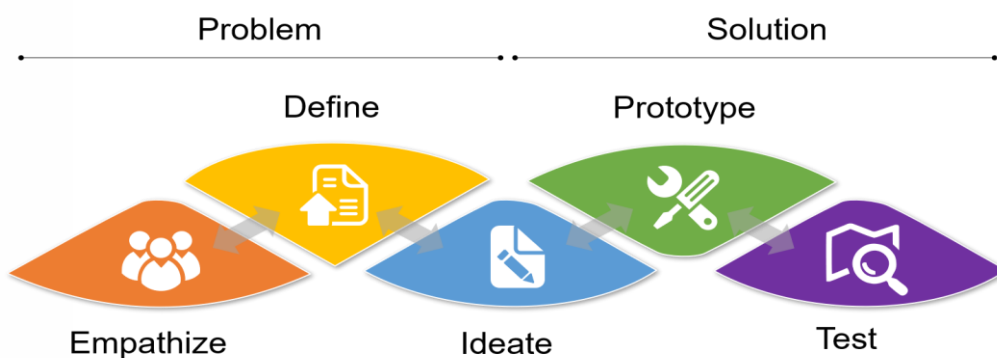 Problem
Solution
Define
Prototype
Empathize
Ideate
Test